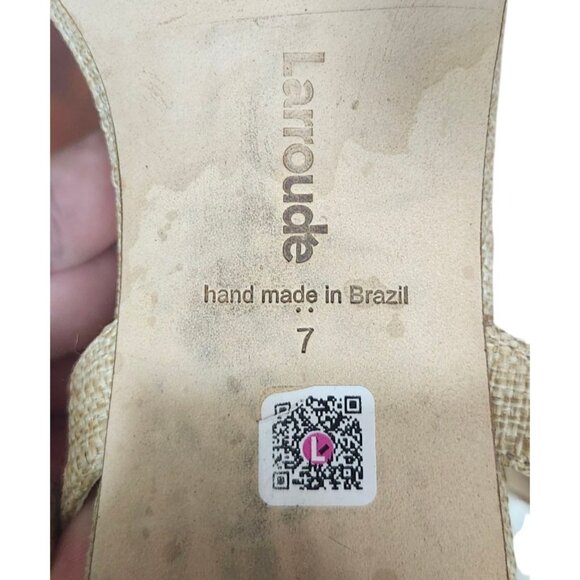 Larroudé
hand made in Brazil
7
L